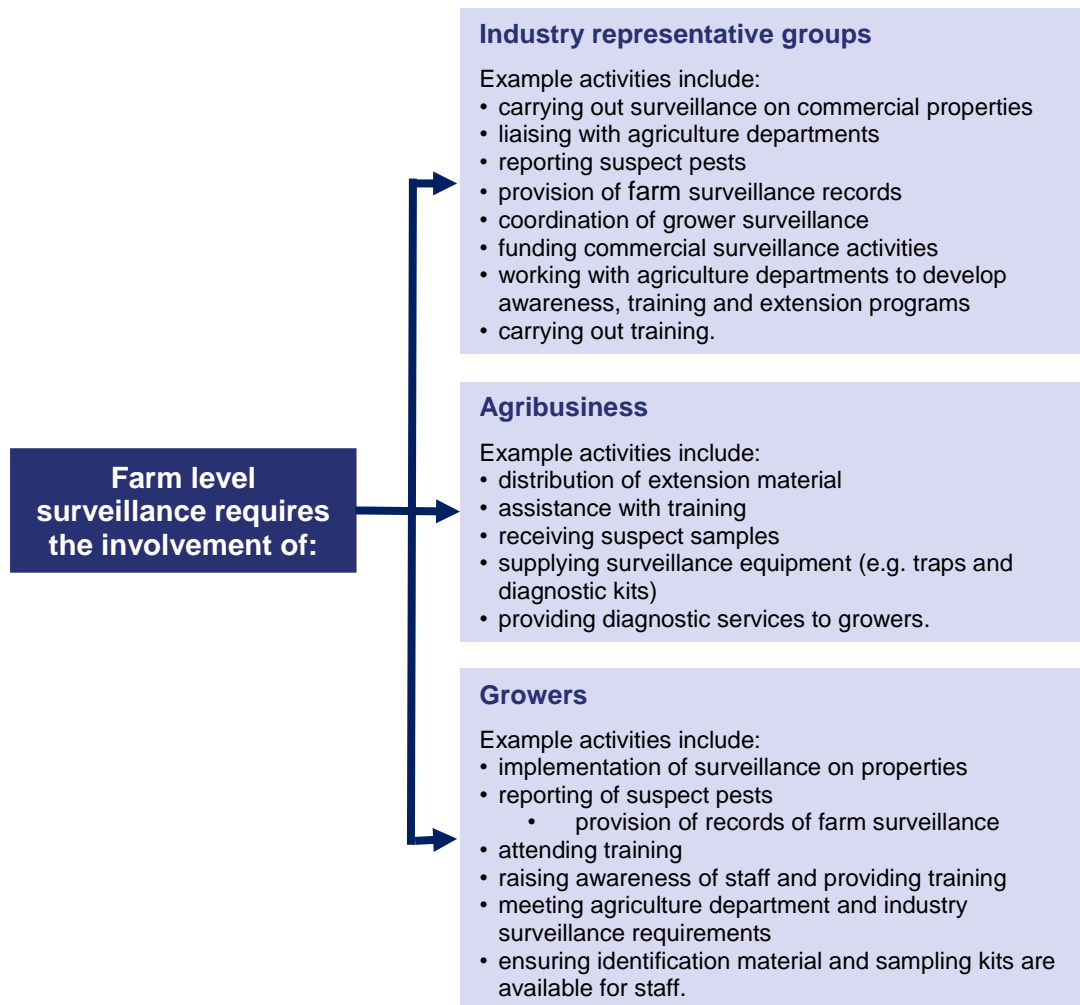 Industry representative groups
Example activities include:
• carrying out surveillance on commercial properties
• liaising with agriculture departments
• reporting suspect pests
• provision of farm surveillance records
• coordination of grower surveillance
• funding commercial surveillance activities
• working with agriculture departments to develop
awareness, training and extension programs
• carrying out training.
Farm level
surveillance requires
the involvement of:
Agribusiness
Example activities include:
• distribution of extension material
• assistance with training
• receiving suspect samples
• supplying surveillance equipment (e.g. traps and
diagnostic kits)
• providing diagnostic services to growers.
Growers
Example activities include:
• implementation of surveillance on properties
• reporting of suspect pests
• provision of records of farm surveillance
• attending training
• raising awareness of staff and providing training
• meeting agriculture department and industry
surveillance requirements
• ensuring identification material and sampling kits are
available for staff.